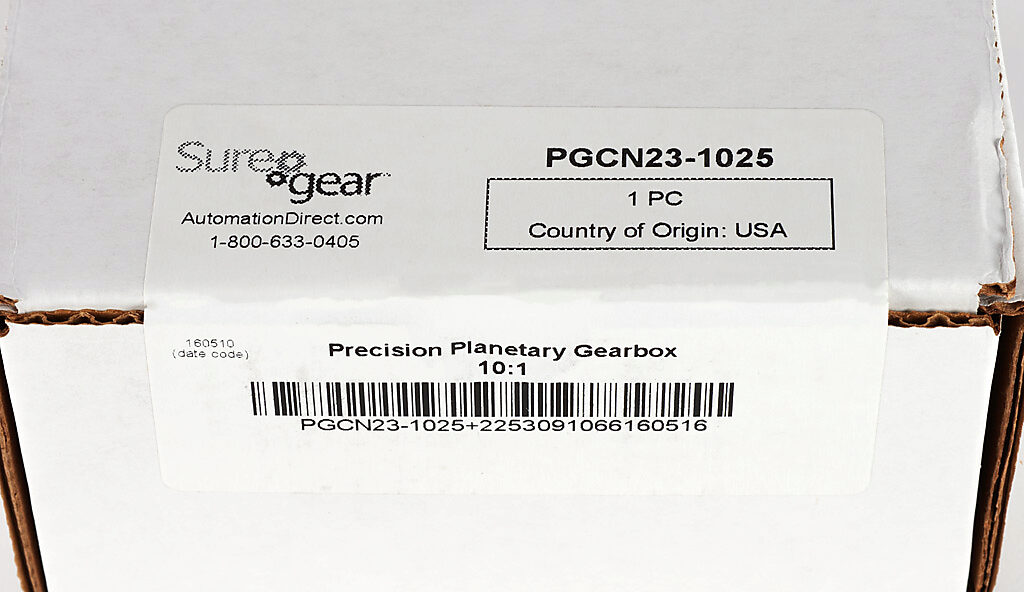 Sure gear
AutomationDirect.com
1-800-633-0405
PGCN23-1025
1 PC
Country of Origin: USA
160510
(date code)
Precision Planetary Gearbox
10:1
PGCN23-1025+2253091066160516